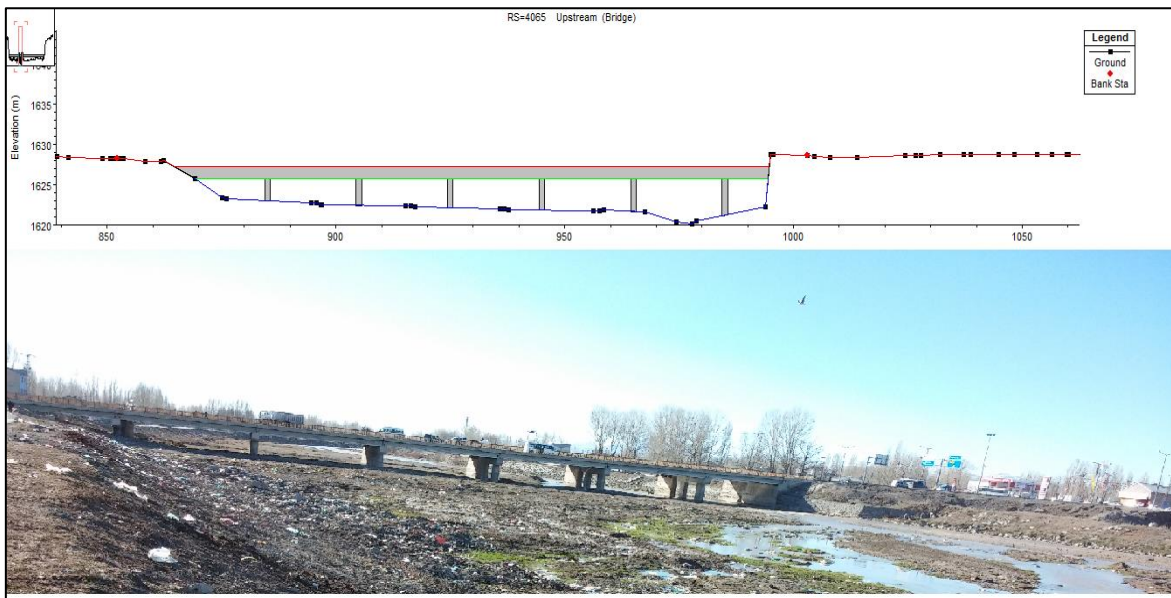 RS=4065 Upstream (Bridge)
Legend
Ground
Bank Sta
Elevation (m)
1635
1630
1625
1620
850
900
950
1000
1050